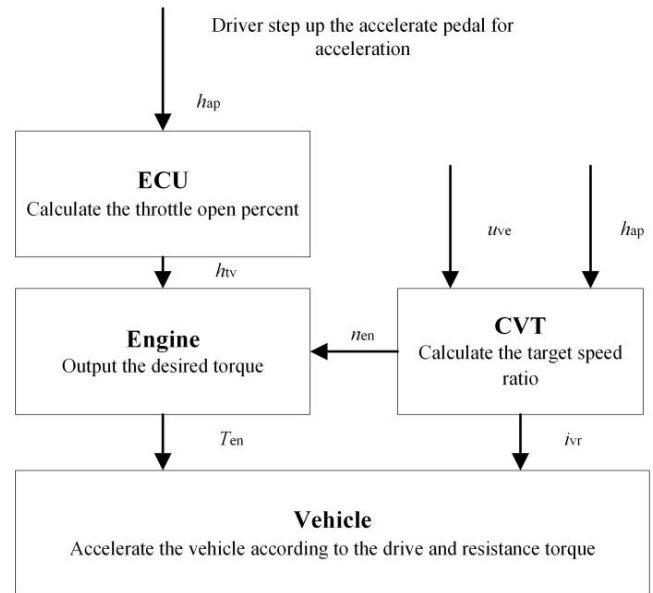 Driver step up the accelerate pedal for
acceleration
hap
ECU
Calculate the throttle open percent
uve
hap
htv
Engine
Output the desired torque
nen
CVT
Calculate the target speed
ratio
Ten
ivr
Vehicle
Accelerate the vehicle according to the drive and resistance torque